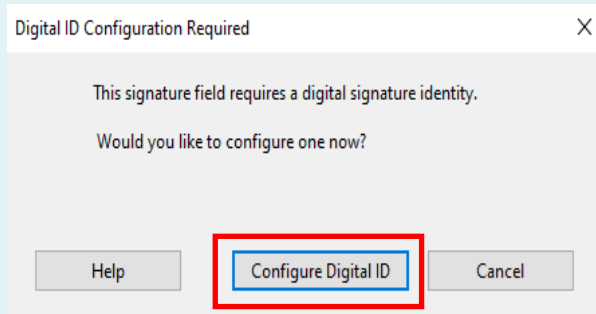 Digital ID Configuration Required
This signature field requires a digital signature identity.
Would you like to configure one now?
Help
Configure Digital ID
Cancel